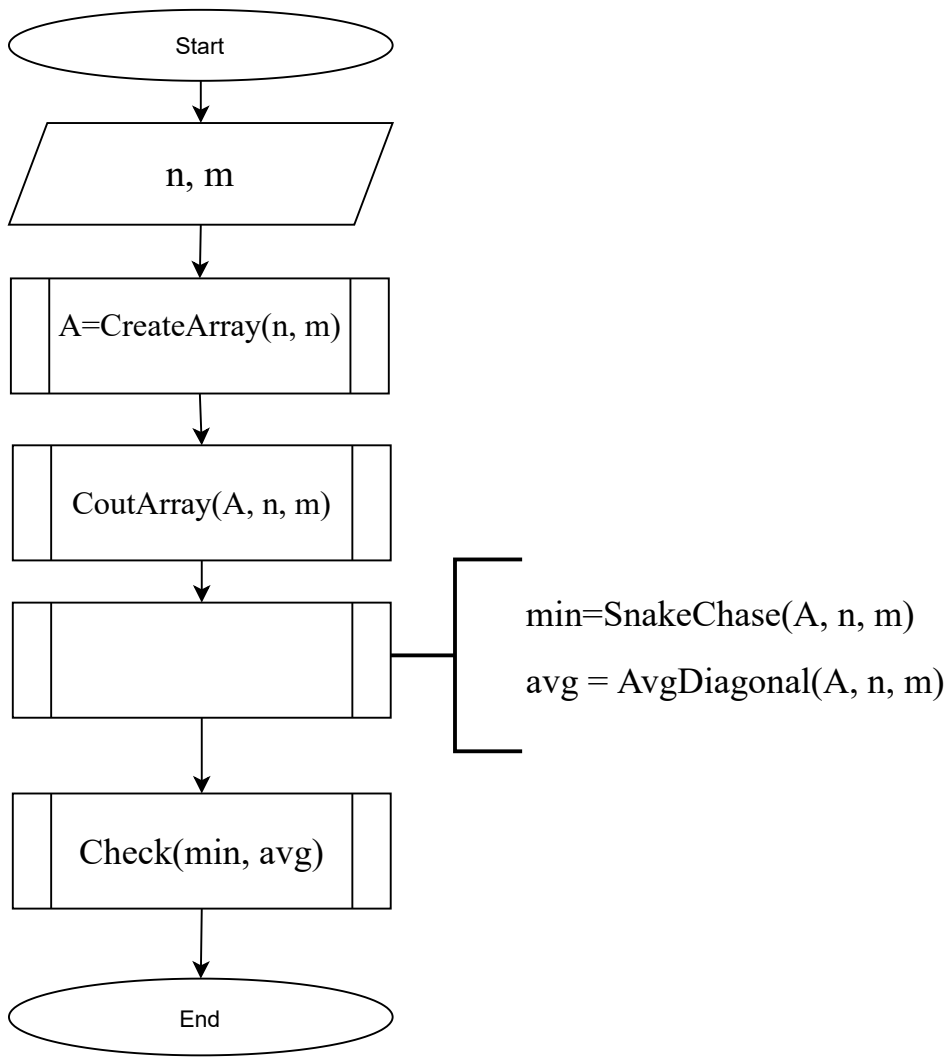 Start
n, m
A=CreateArray(n, m)
CoutArray(A, n, m)
min=SnakeChase(A, n, m)
avg = AvgDiagonal(A, n, m)
Check(min, avg)
End